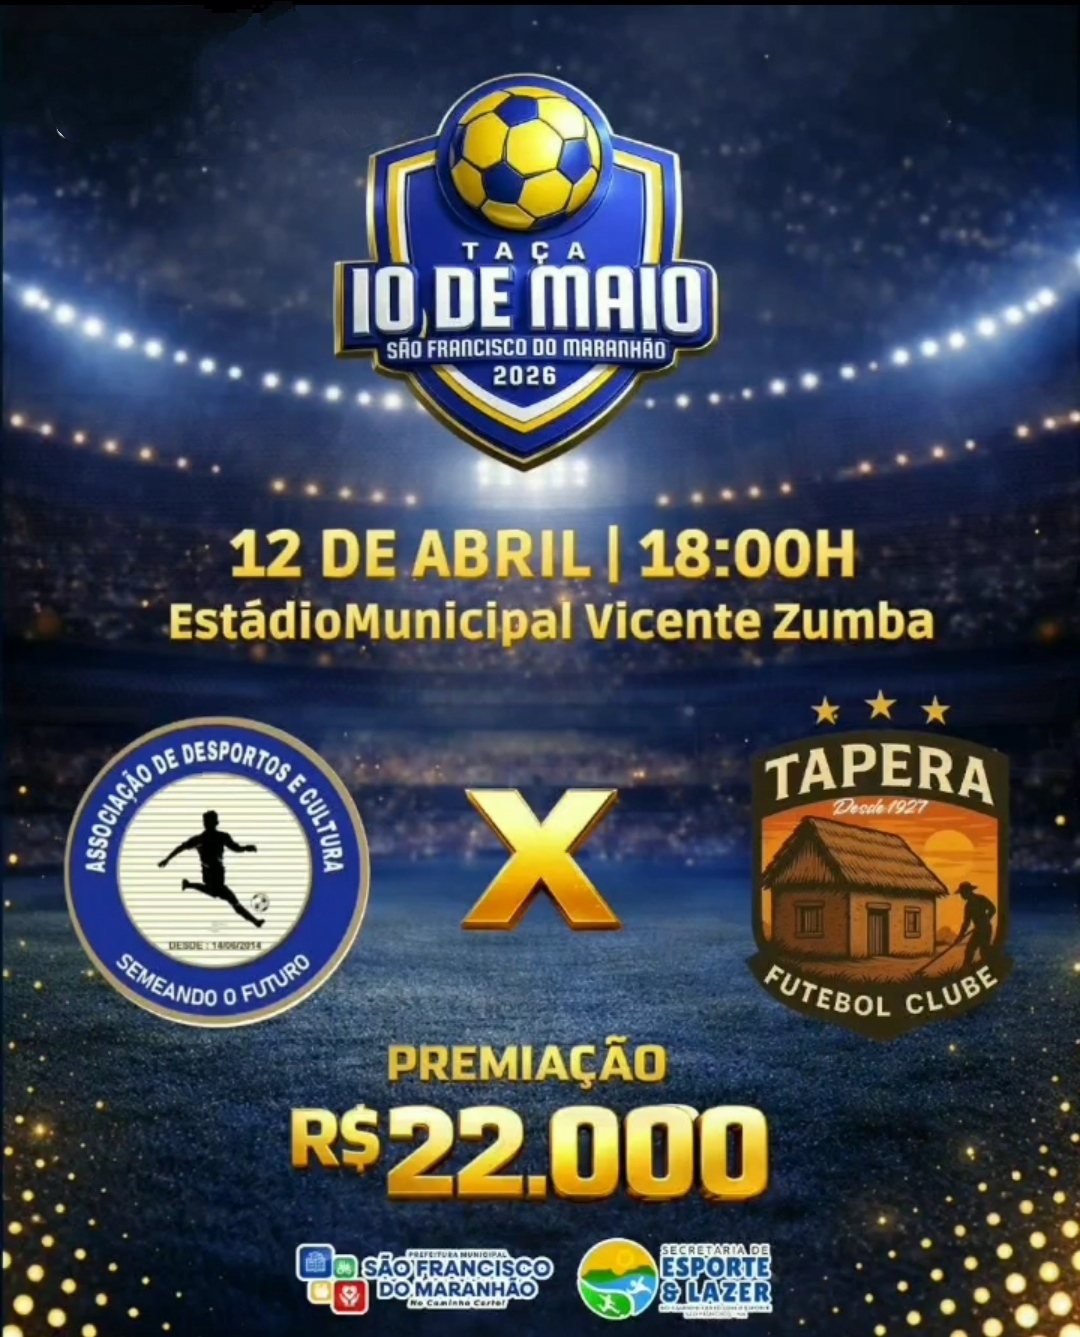 TAÇA
10 DE MAIO
SÃO FRANCISCO DO MARANHÃO
2026
12 DE ABRIL | 18:00H
EstádioMunicipal Vicente Zumba
ASSOCIAÇÃO DE DESPORTOS E CULTURA
DESDE : 14/06/2014
SEMEANDO O FUTURO
X
TAPERA
Desde 1927
FUTEBOL CLUBE
PREMIAÇÃO
R$22.000
PREFEITURA MUNICIPAL
SÃO FRANCISCO
DO MARANHÃO
No Caminho Certo!
SECRETARIA DE
ESPORTE
& LAZER